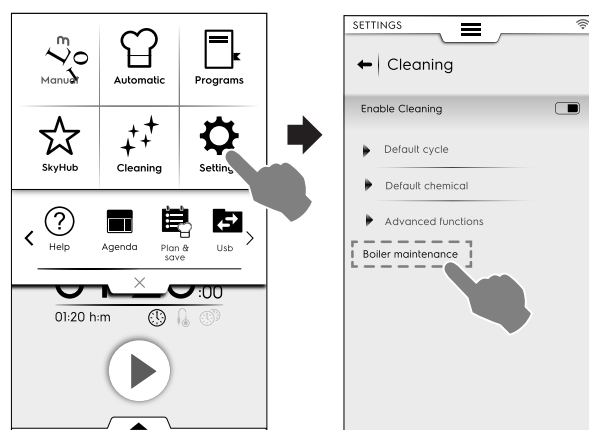 Manual
Automatic
Programs
SkyHub
Cleaning
Setting
Help
Agenda
Plan &
save
Usb
:00
01:20 h:m
SETTINGS
Cleaning
Enable Cleaning
Default cycle
Default chemical
Advanced functions
Boiler maintenance